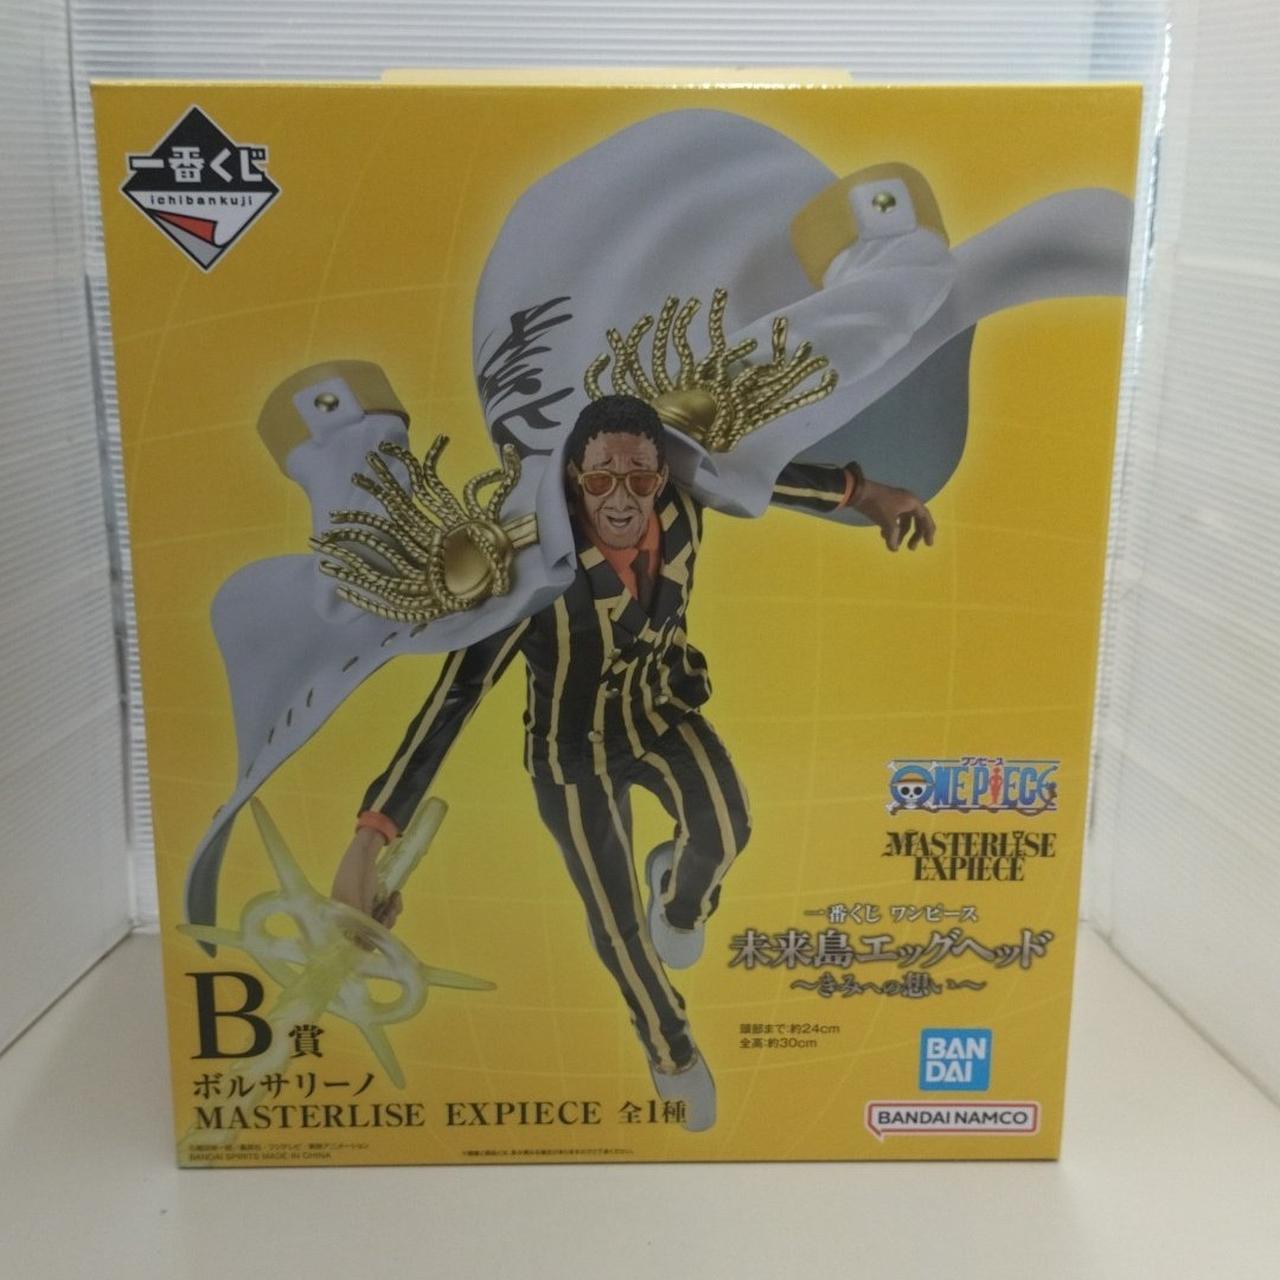 一番くじ
ichibankuji
ワンピース
ONE PIECE
MASTERLISE
EXPIECE
一番くじ ワンピース
未来島エッグヘッド
～きみへの想い～
頭部まで:約24cm
全高:約30cm
B賞
ボルサリーノ
MASTERLISE EXPIECE 全1種
BAN
DAI
BANDAI NAMCO
BANDAI SPIRITS MADE IN CHINA